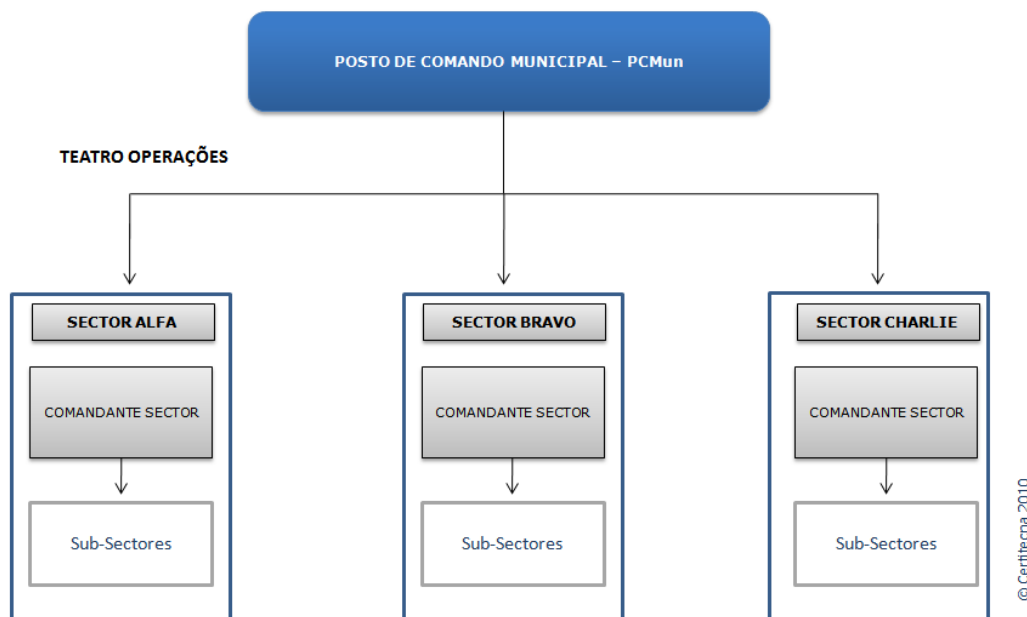 POSTO DE COMANDO MUNICIPAL – PCMun
TEATRO OPERAÇÕES
SECTOR ALFA
COMANDANTE SECTOR
Sub-Sectores
SECTOR BRAVO
COMANDANTE SECTOR
Sub-Sectores
SECTOR CHARLIE
COMANDANTE SECTOR
Sub-Sectores
© Certitecna 2010